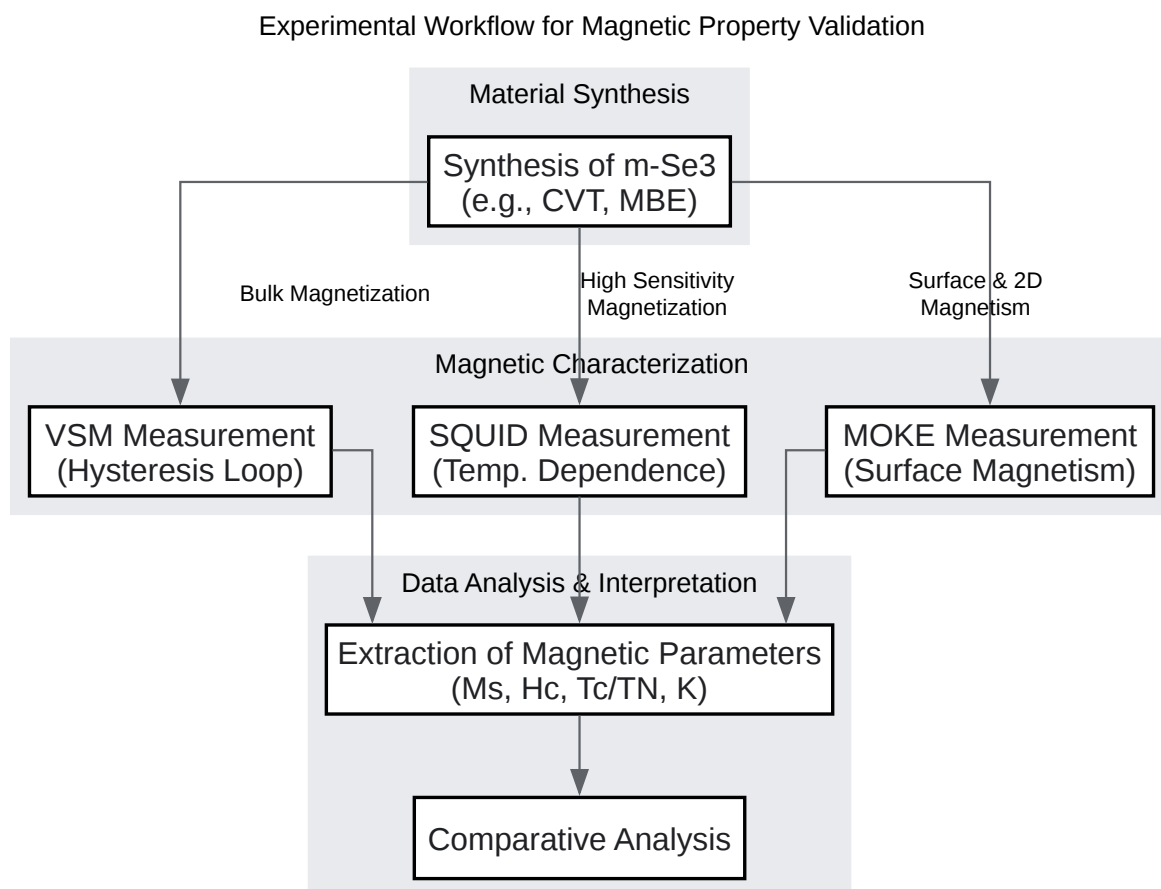 Experimental Workflow for Magnetic Property Validation
Material Synthesis
Synthesis of m-Se3
(e.g., CVT, MBE)
Bulk Magnetization
High Sensitivity
Magnetization
Surface & 2D
Magnetism
Magnetic Characterization
VSM Measurement
(Hysteresis Loop)
SQUID Measurement
(Temp. Dependence)
MOKE Measurement
(Surface Magnetism)
Data Analysis & Interpretation
Extraction of Magnetic Parameters
(Ms, Hc, Tc/TN, K)
Comparative Analysis